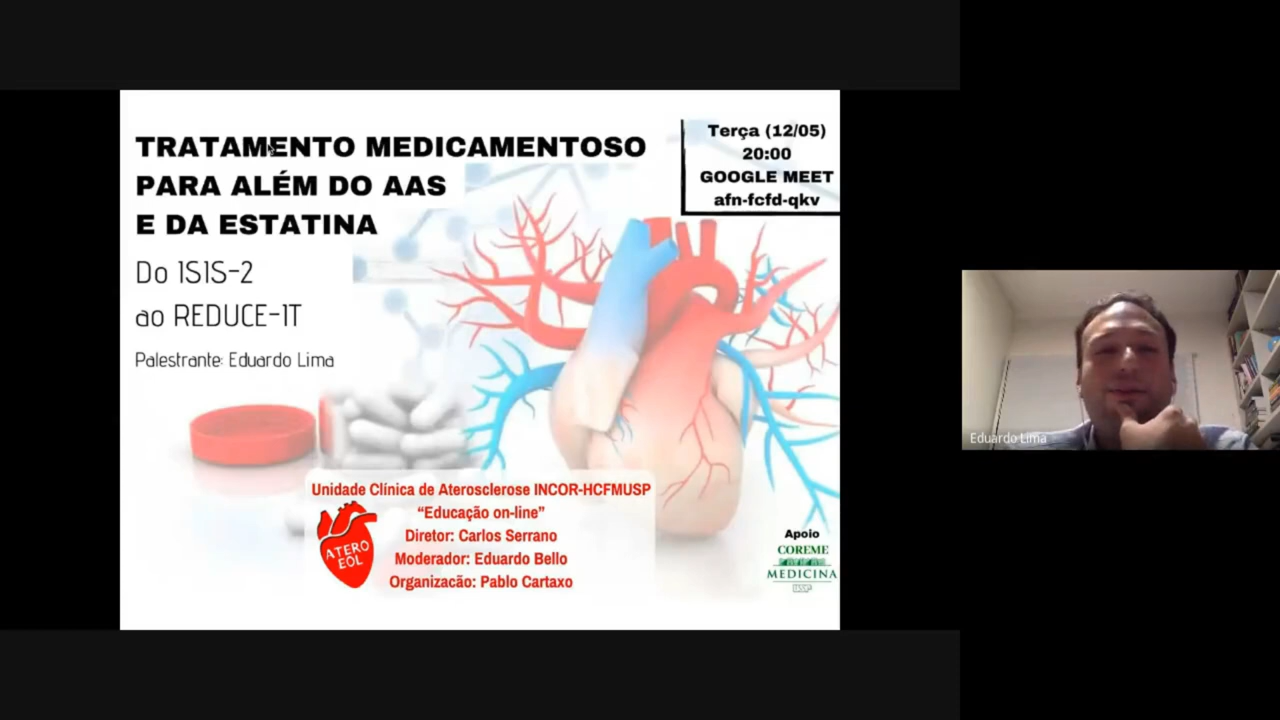 TRATAMENTO MEDICAMENTOSO
PARA ALÉM DO AAS
E DA ESTATINA
Do ISIS-2
ao REDUCE-IT
Palestrante: Eduardo Lima
Terça (12/05)
20:00
GOOGLE MEET
afn-fcfd-qkv
Unidade Clínica de Aterosclerose INCOR-HCFMUSP
“Educação on-line”
Diretor: Carlos Serrano
Moderador: Eduardo Bello
Organizacão: Pablo Cartaxo
ATERO
EOL
Apoio
COREME
MEDICINA
Eduardo Lima